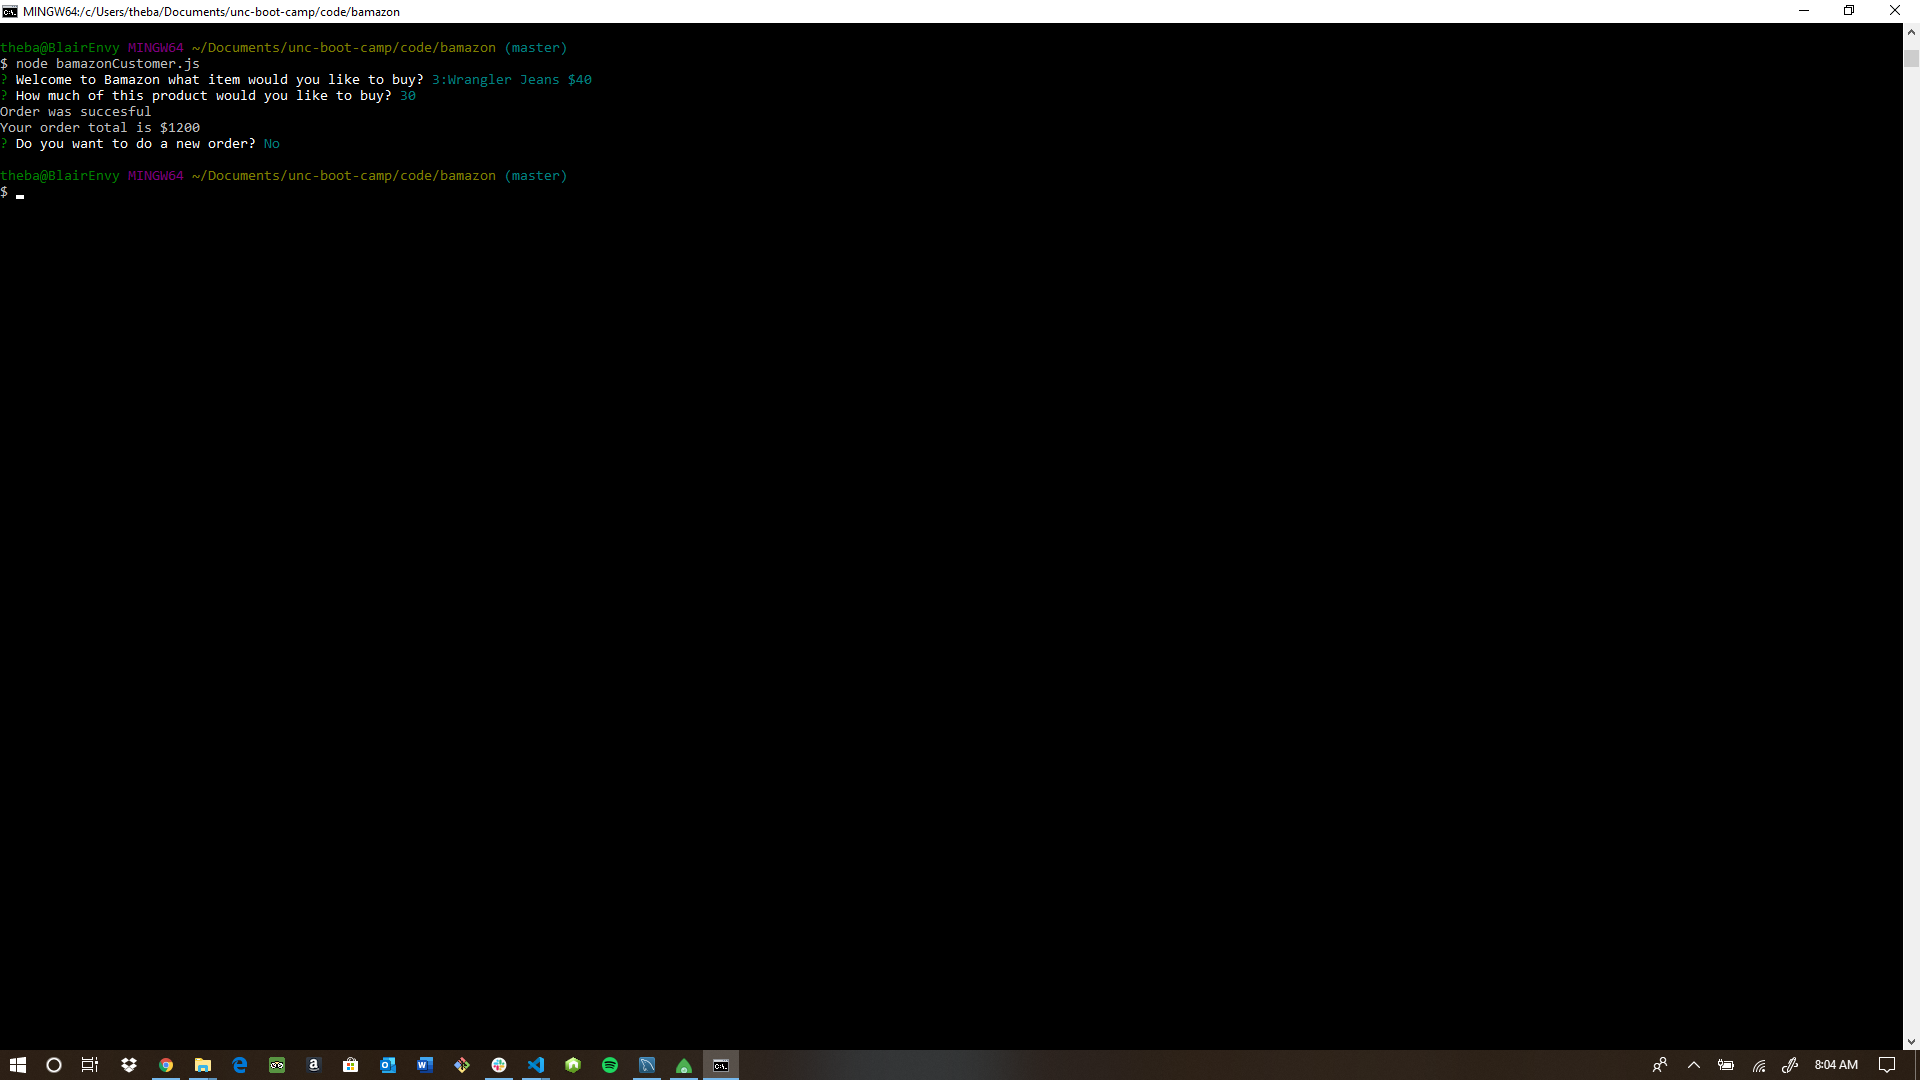 MINGW64:/c/Users/theba/Documents/unc-boot-camp/code/bamazon
theba@BlairEnvy MINGW64 ~/Documents/unc-boot-camp/code/bamazon (master)
$ node bamazonCustomer.js
? Welcome to Bamazon what item would you like to buy? 3:Wrangler Jeans $40
? How much of this product would you like to buy? 30
Order was succesful
Your order total is $1200
? Do you want to do a new order? No
theba@BlairEnvy MINGW64 ~/Documents/unc-boot-camp/code/bamazon (master)
$
8:04 AM